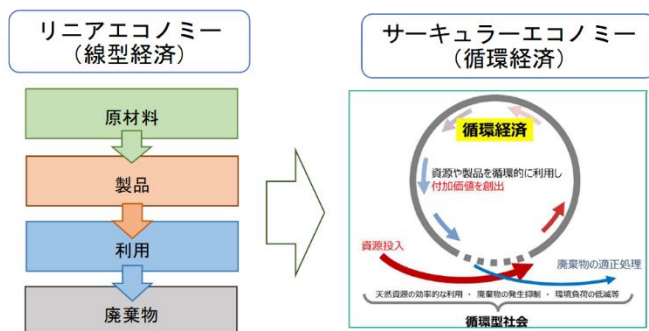 リニアエコノミー
（線型経済）
原材料
製品
利用
廃棄物
サーキュラーエコノミー
（循環経済）
循環経済
資源や製品を循環的に利用し
付加価値を創出
資源投入
廃棄物の適正処理
天然資源の効率的な利用 ・ 廃棄物の発生抑制 ・ 環境負荷の低減等
循環型社会